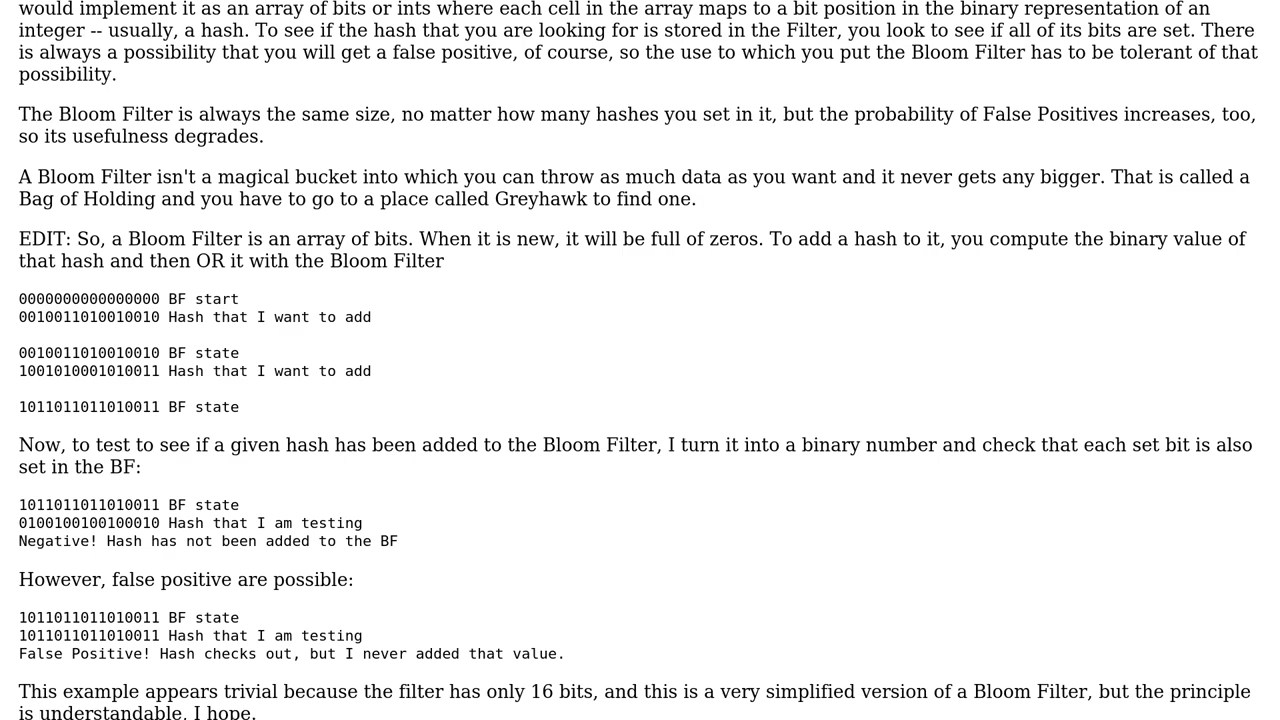 would implement it as an array of bits or ints where each cell in the array maps to a bit position in the binary representation of an
integer -- usually, a hash. To see if the hash that you are looking for is stored in the Filter, you look to see if all of its bits are set. There
is always a possibility that you will get a false positive, of course, so the use to which you put the Bloom Filter has to be tolerant of that
possibility.
The Bloom Filter is always the same size, no matter how many hashes you set in it, but the probability of False Positives increases, too,
so its usefulness degrades.
A Bloom Filter isn't a magical bucket into which you can throw as much data as you want and it never gets any bigger. That is called a
Bag of Holding and you have to go to a place called Greyhawk to find one.
EDIT: So, a Bloom Filter is an array of bits. When it is new, it will be full of zeros. To add a hash to it, you compute the binary value of
that hash and then OR it with the Bloom Filter
0000000000000000 BF start
0010011010010010 Hash that I want to add
0010011010010010 BF state
1001010001010011 Hash that I want to add
1011011011010011 BF state
Now, to test to see if a given hash has been added to the Bloom Filter, I turn it into a binary number and check that each set bit is also
set in the BF:
1011011011010011 BF state
0100100100100010 Hash that I am testing
Negative! Hash has not been added to the BF
However, false positive are possible:
1011011011010011 BF state
1011011011010011 Hash that I am testing
False Positive! Hash checks out, but I never added that value.
This example appears trivial because the filter has only 16 bits, and this is a very simplified version of a Bloom Filter, but the principle
is understandable, I hope.